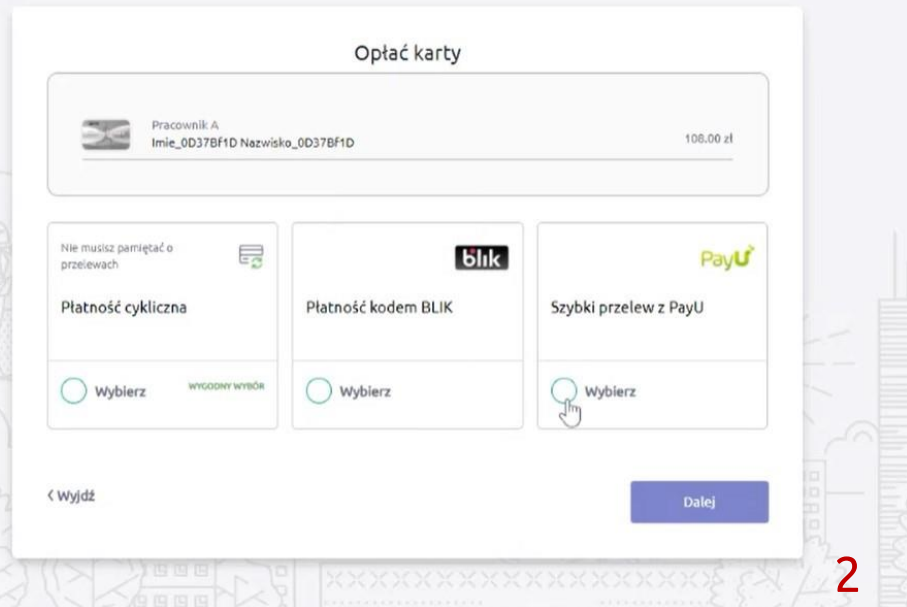 Opłać karty
Pracownik A
Imie_0D37Bf1D Nazwisko_0D37Bf1D
108.00 zł
Nie musisz pamiętać o
przelewach
Płatność cykliczna
Wybierz
WYGODNY WYBÓR
blik
Płatność kodem BLIK
Wybierz
PayU
Szybki przelew z PayU
Wybierz
< Wyjdź
Dalej
2